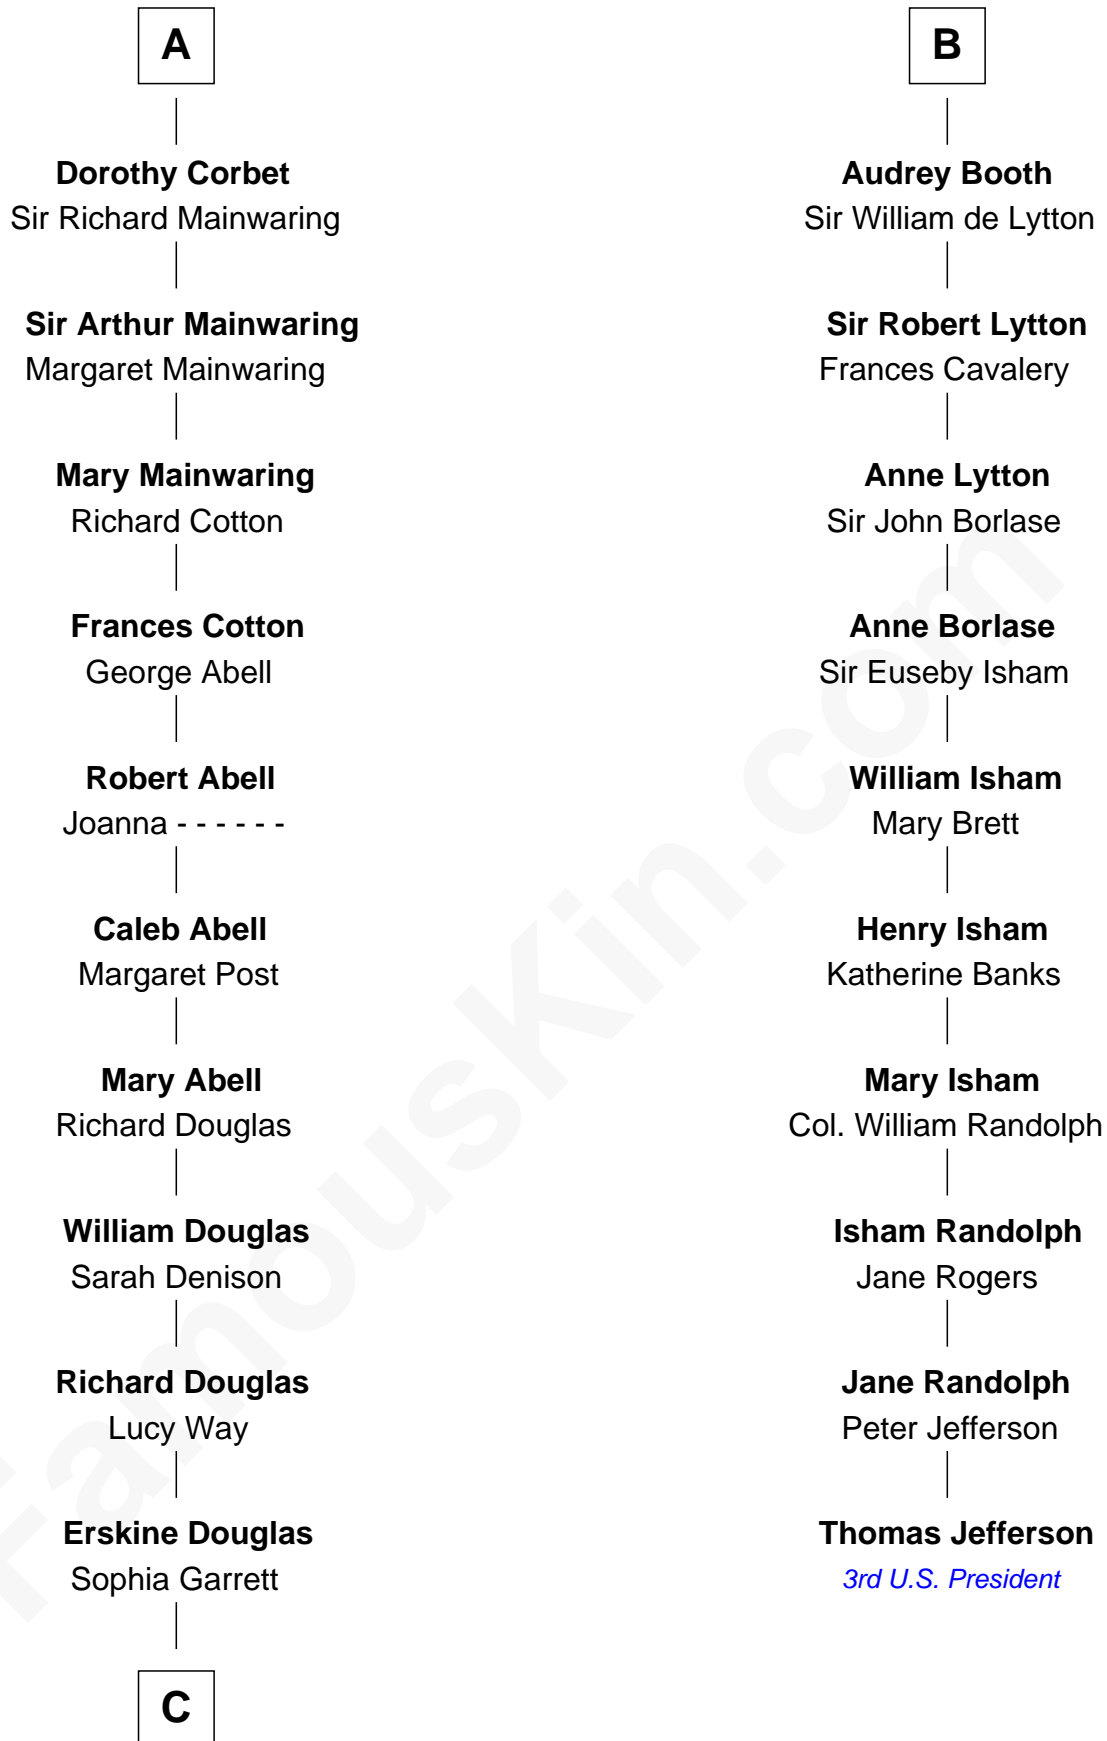 A
Dorothy Corbet
Sir Richard Mainwaring
Sir Arthur Mainwaring
Margaret Mainwaring
Mary Mainwaring
Richard Cotton
Frances Cotton
George Abell
Robert Abell
Joanna - - - - - -
Caleb Abell
Margaret Post
Mary Abell
Richard Douglas
William Douglas
Sarah Denison
Richard Douglas
Lucy Way
Erskine Douglas
Sophia Garrett
C
B
Audrey Booth
Sir William de Lytton
Sir Robert Lytton
Frances Cavalery
Anne Lytton
Sir John Borlase
Anne Borlase
Sir Euseby Isham
William Isham
Mary Brett
Henry Isham
Katherine Banks
Mary Isham
Col. William Randolph
Isham Randolph
Jane Rogers
Jane Randolph
Peter Jefferson
Thomas Jefferson
3rd U.S. President
FamousKin.com